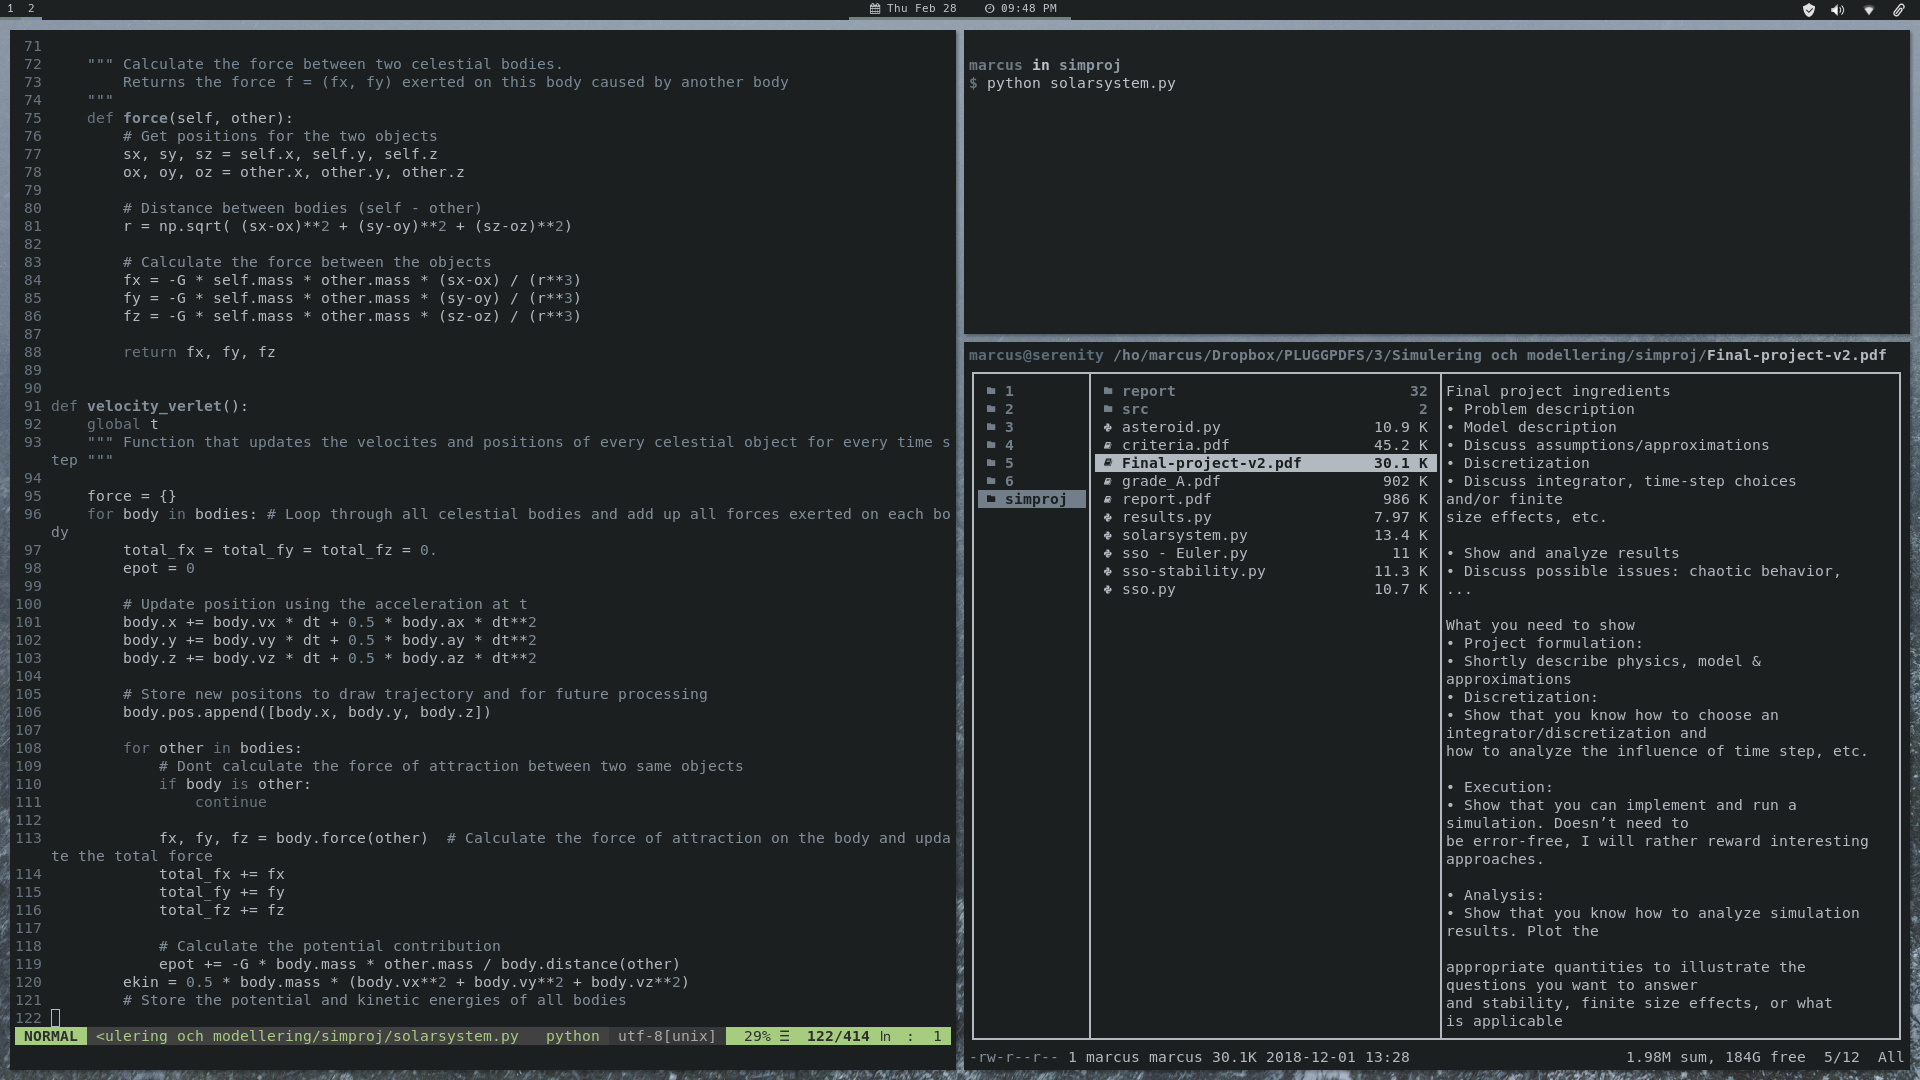 1 2
Thu Feb 28 09:48 PM
71
72 """ Calculate the force between two celestial bodies.
73 Returns the force f = (fx, fy) exerted on this body caused by another body
74 """
75 def force(self, other):
76 # Get positions for the two objects
77 sx, sy, sz = self.x, self.y, self.z
78 ox, oy, oz = other.x, other.y, other.z
79
80 # Distance between bodies (self - other)
81 r = np.sqrt( (sx-ox)**2 + (sy-oy)**2 + (sz-oz)**2)
82
83 # Calculate the force between the objects
84 fx = -G * self.mass * other.mass * (sx-ox) / (r**3)
85 fy = -G * self.mass * other.mass * (sy-oy) / (r**3)
86 fz = -G * self.mass * other.mass * (sz-oz) / (r**3)
87
88 return fx, fy, fz
89
90
91 def velocity_verlet():
92 global t
93 """ Function that updates the velocites and positions of every celestial object for every time s
tep """
94
95 force = {}
96 for body in bodies: # Loop through all celestial bodies and add up all forces exerted on each bo
dy
97 total_fx = total_fy = total_fz = 0.
98 epot = 0
99
100 # Update position using the acceleration at t
101 body.x += body.vx * dt + 0.5 * body.ax * dt**2
102 body.y += body.vy * dt + 0.5 * body.ay * dt**2
103 body.z += body.vz * dt + 0.5 * body.az * dt**2
104
105 # Store new positons to draw trajectory and for future processing
106 body.pos.append([body.x, body.y, body.z])
107
108 for other in bodies:
109 # Dont calculate the force of attraction between two same objects
110 if body is other:
111 continue
112
113 fx, fy, fz = body.force(other) # Calculate the force of attraction on the body and upda
te the total force
114 total_fx += fx
115 total_fy += fy
116 total_fz += fz
117
118 # Calculate the potential contribution
119 epot += -G * body.mass * other.mass / body.distance(other)
120 ekin = 0.5 * body.mass * (body.vx**2 + body.vy**2 + body.vz**2)
121 # Store the potential and kinetic energies of all bodies
122
NORMAL <ulering och modellering/simproj/solarsystem.py python utf-8[unix] 29% ☰ 122/414 ln : 1
marcus in simproj
$ python solarsystem.py
marcus@serenity /ho/marcus/Dropbox/PLUGGPDFS/3/Simulering och modellering/simproj/Final-project-v2.pdf
1
2
3
4
5
6
simproj
report 32
src 2
asteroid.py 10.9 K
criteria.pdf 45.2 K
Final-project-v2.pdf 30.1 K
grade_A.pdf 902 K
report.pdf 986 K
results.py 7.97 K
solarsystem.py 13.4 K
sso - Euler.py 11 K
sso-stability.py 11.3 K
sso.py 10.7 K
Final project ingredients
• Problem description
• Model description
• Discuss assumptions/approximations
• Discretization
• Discuss integrator, time-step choices
and/or finite
size effects, etc.
• Show and analyze results
• Discuss possible issues: chaotic behavior,
...
What you need to show
• Project formulation:
• Shortly describe physics, model &
approximations
• Discretization:
• Show that you know how to choose an
integrator/discretization and
how to analyze the influence of time step, etc.
• Execution:
• Show that you can implement and run a
simulation. Doesn’t need to
be error-free, I will rather reward interesting
approaches.
• Analysis:
• Show that you know how to analyze simulation
results. Plot the
appropriate quantities to illustrate the
questions you want to answer
and stability, finite size effects, or what
is applicable
-rw-r--r-- 1 marcus marcus 30.1K 2018-12-01 13:28 1.98M sum, 184G free 5/12 All